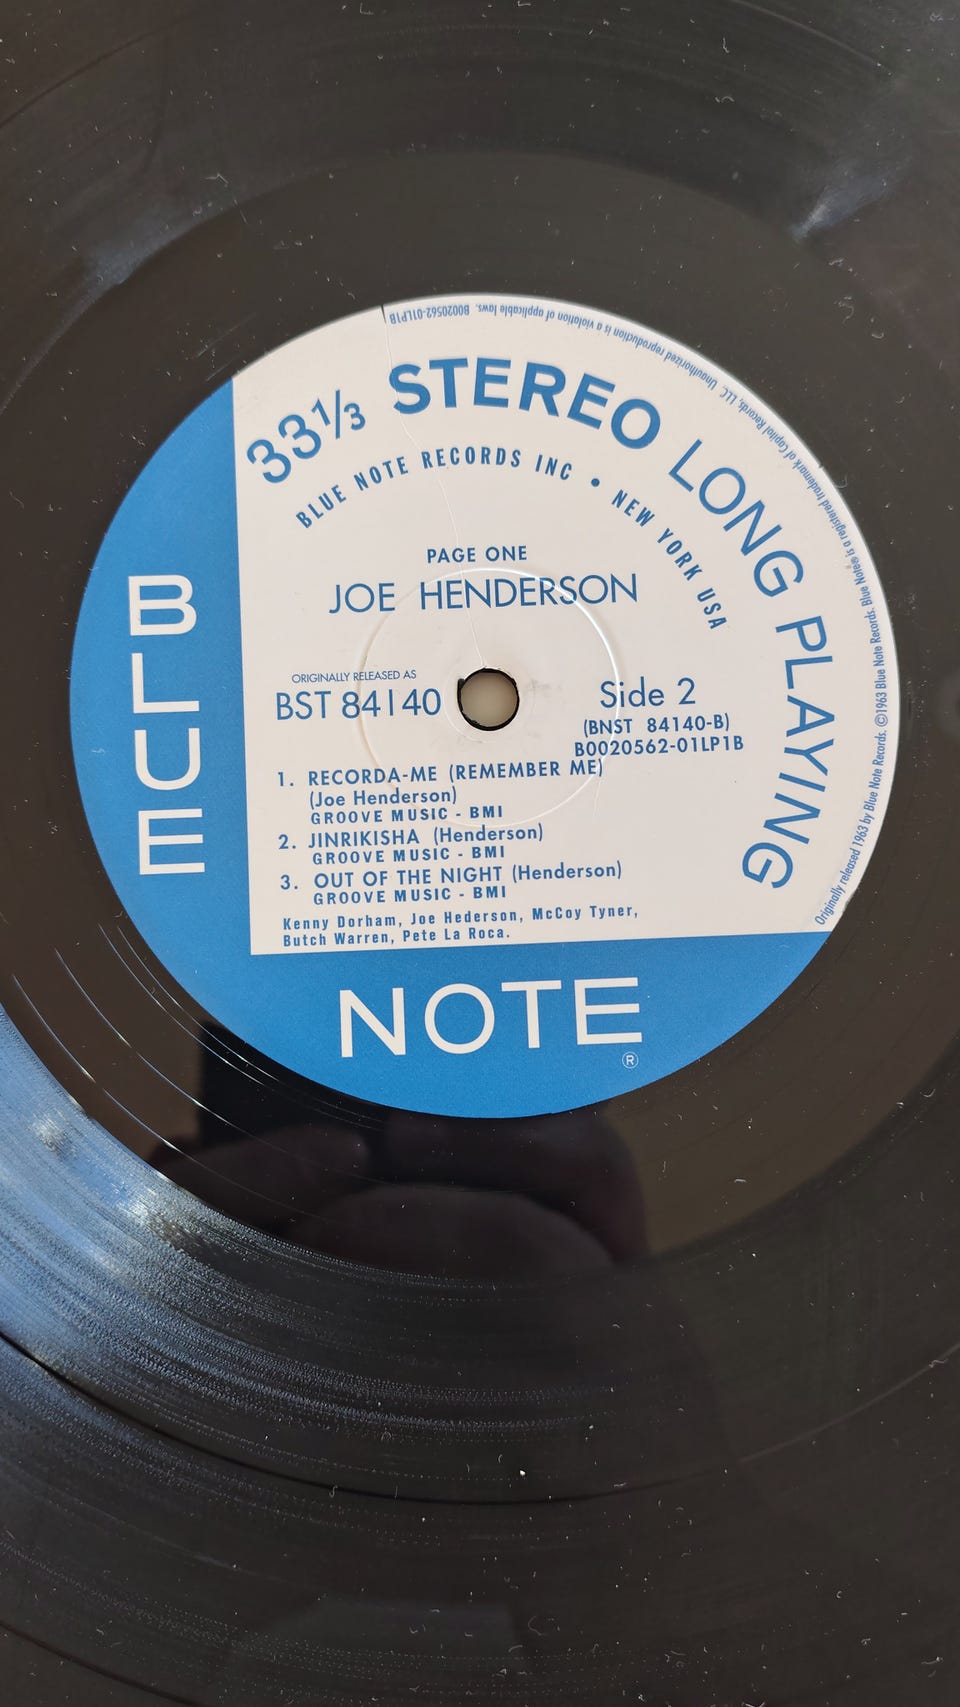 33⅓ STEREO LONG PLAYING
BLUE NOTE RECORDS INC • NEW YORK USA
PAGE ONE
JOE HENDERSON
ORIGINALLY RELEASED AS
BST 84140
Side 2
(BNST 84140-B)
B0020562-01LP1B
1. RECORDA-ME (REMEMBER ME)
(Joe Henderson)
GROOVE MUSIC - BMI
2. JINRIKISHA (Henderson)
GROOVE MUSIC - BMI
3. OUT OF THE NIGHT (Henderson)
GROOVE MUSIC - BMI
Kenny Dorham, Joe Hederson, McCoy Tyner,
Butch Warren, Pete La Roca.
BLUE
NOTE
®
Originally released 1963 by Blue Note Records. ©1963 Blue Note Records. Blue Note® is a registered trademark of Capitol Records, LLC. Unauthorized reproduction is a violation of applicable laws. B0020562-01LP1B